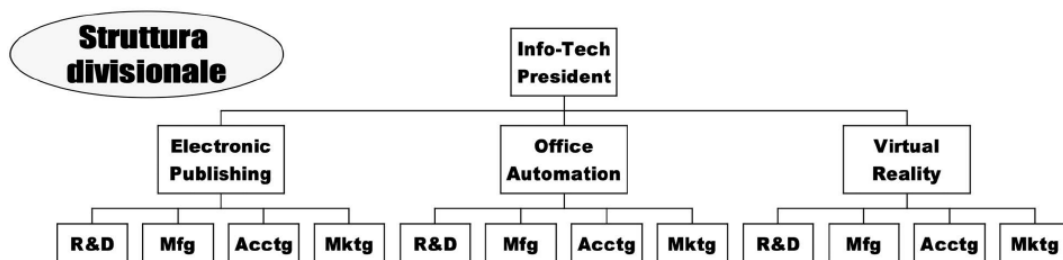 Struttura
divisionale
Info-Tech
President
Electronic
Publishing
Office
Automation
Virtual
Reality
R&D Mfg Acctg Mktg R&D Mfg Acctg Mktg R&D Mfg Acctg Mktg